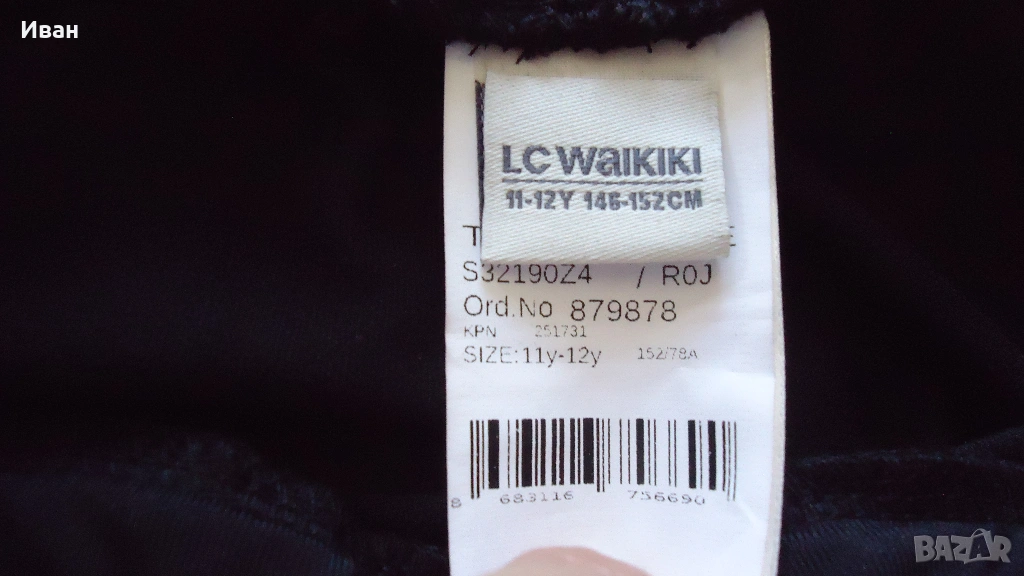 Иван
LC WAIKIKI
11-12Y 146-152CM
S32190Z4 / R0J
Ord.No 879878
KPN 251731
SIZE:11y-12y 152/78A
8 683116 756690
BAZAR